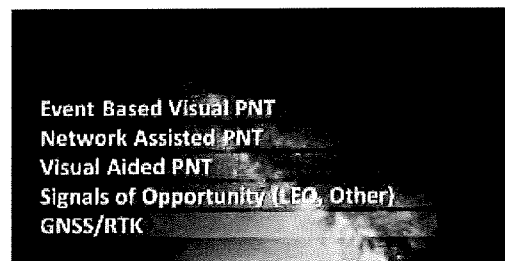 Event Based Visual PNT
Network Assisted PNT
Visual Aided PNT
Signals of Opportunity (LEO, Other)
GNSS/RTK